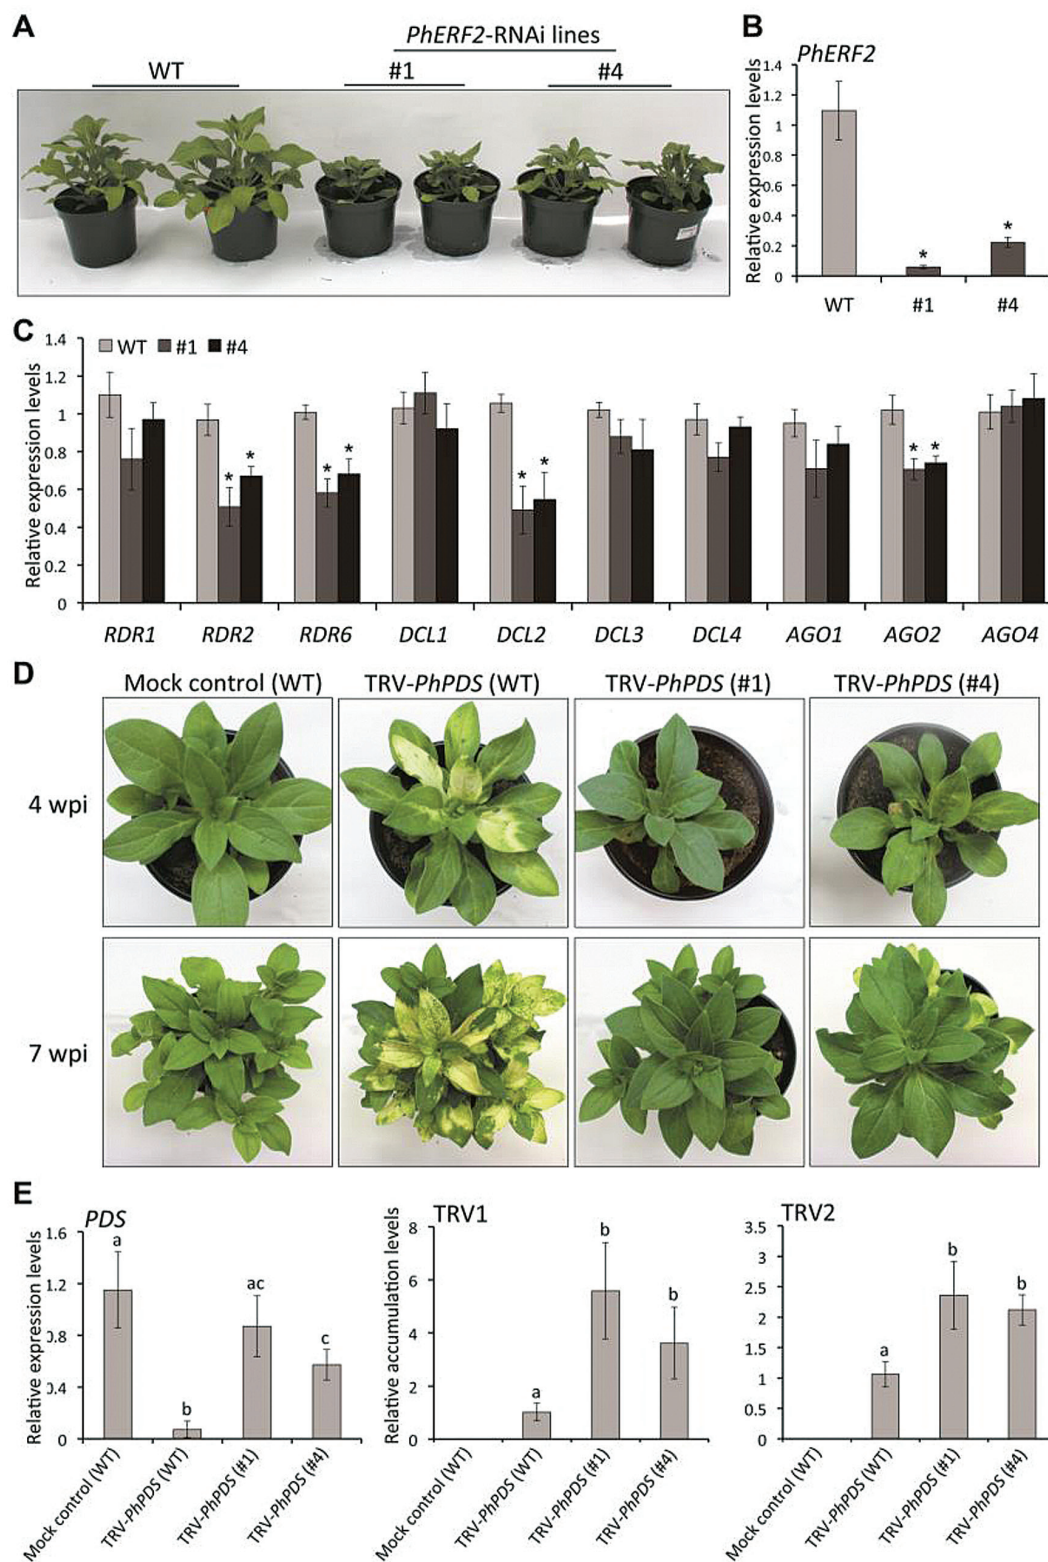 A
PhERF2-RNAi lines
WT
#1
#4
B
PhERF2
Relative expression levels
1.4
1.2
1
0.8
0.6
0.4
0.2
0
WT
#1
#4
*
*
C
Relative expression levels
1.4
1.2
1
0.8
0.6
0.4
0.2
0
WT #1 #4
* * * * * * * *
RDR1 RDR2 RDR6 DCL1 DCL2 DCL3 DCL4 AGO1 AGO2 AGO4
D
Mock control (WT)
TRV-PhPDS (WT)
TRV-PhPDS (#1)
TRV-PhPDS (#4)
4 wpi
7 wpi
E
PDS
Relative expression levels
1.6
1.2
0.8
0.4
0
a
b
ac
c
Mock control (WT)
TRV-PhPDS (WT)
TRV-PhPDS (#1)
TRV-PhPDS (#4)
TRV1
Relative accumulation levels
8
6
4
2
0
a
b
b
Mock control (WT)
TRV-PhPDS (WT)
TRV-PhPDS (#1)
TRV-PhPDS (#4)
TRV2
3.5
3
2.5
2
1.5
1
0.5
0
a
b
b
Mock control (WT)
TRV-PhPDS (WT)
TRV-PhPDS (#1)
TRV-PhPDS (#4)